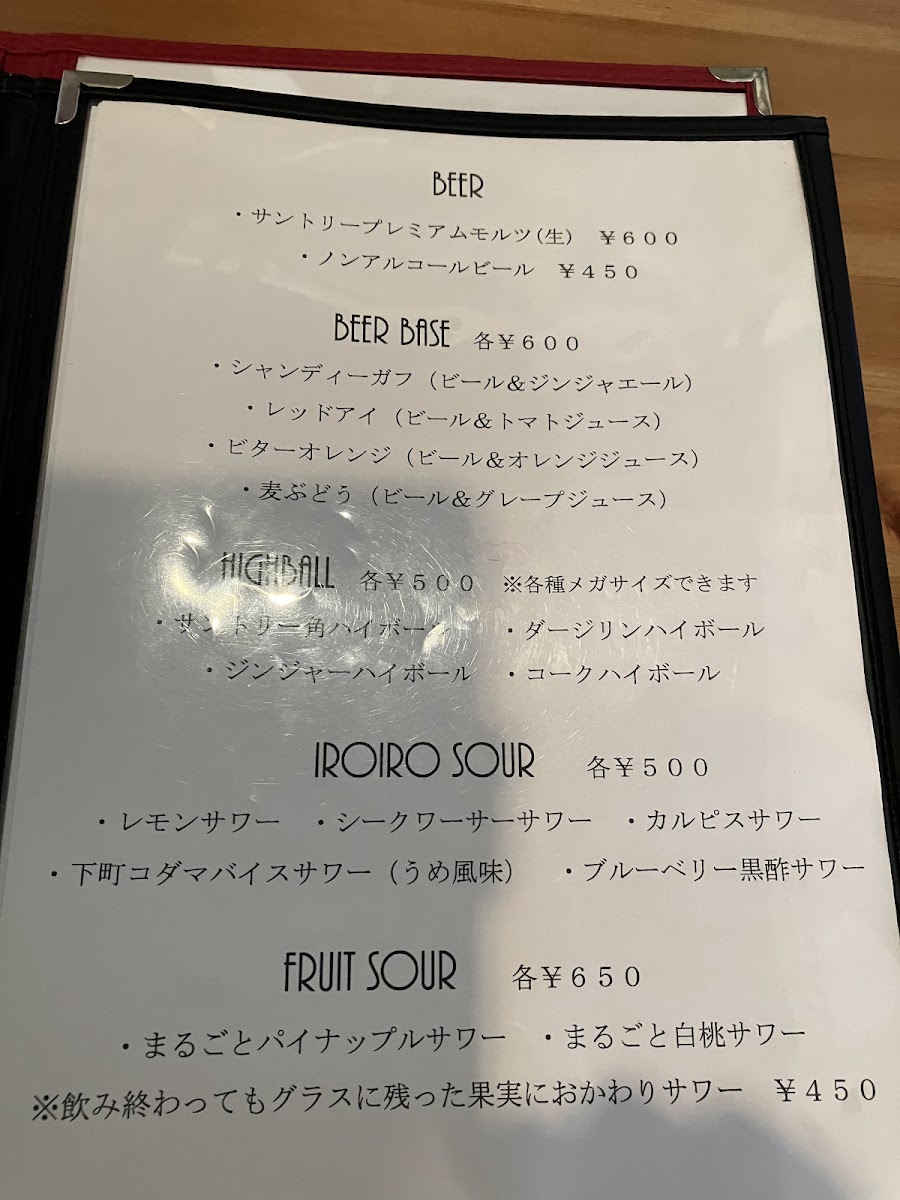 BEER
・サントリープレミアムモルツ(生) ￥６００
・ノンアルコールビール ￥４５０
BEER BASE 各￥６００
・シャンディーガフ（ビール＆ジンジャエール）
・レッドアイ（ビール＆トマトジュース）
・ビターオレンジ（ビール＆オレンジジュース）
・麦ぶどう（ビール＆グレープジュース）
HIGHBALL 各￥５００ ※各種メガサイズできます
・サントリー角ハイボール ・ダージリンハイボール
・ジンジャーハイボール ・コークハイボール
IROIRO SOUR 各￥５００
・レモンサワー ・シークワーサーサワー ・カルピスサワー
・下町コダマバイスサワー（うめ風味） ・ブルーベリー黒酢サワー
FRUIT SOUR 各￥６５０
・まるごとパイナップルサワー ・まるごと白桃サワー
※飲み終わってもグラスに残った果実におかわりサワー ￥４５０